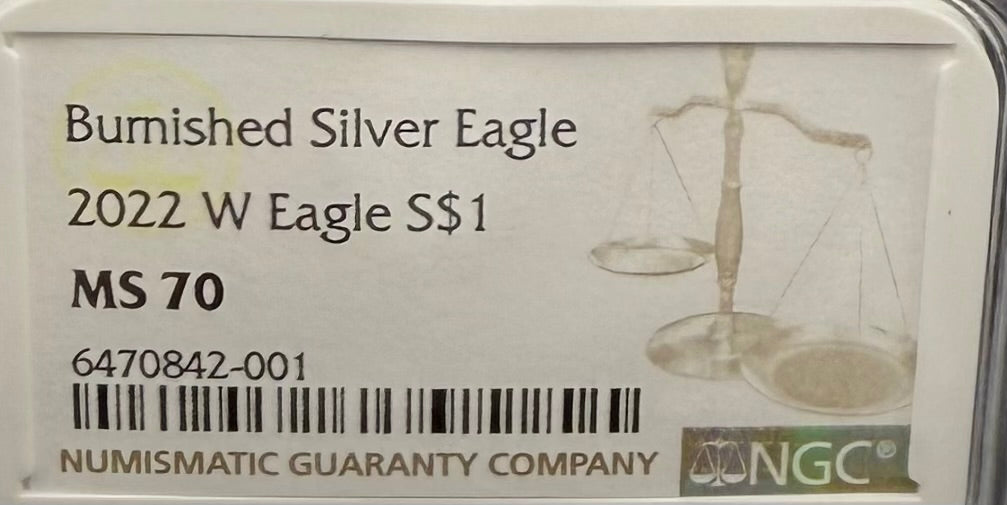 Burnished Silver Eagle
2022 W Eagle S$1
MS 70
6470842-001
NUMISMATIC GUARANTY COMPANY
NGC®